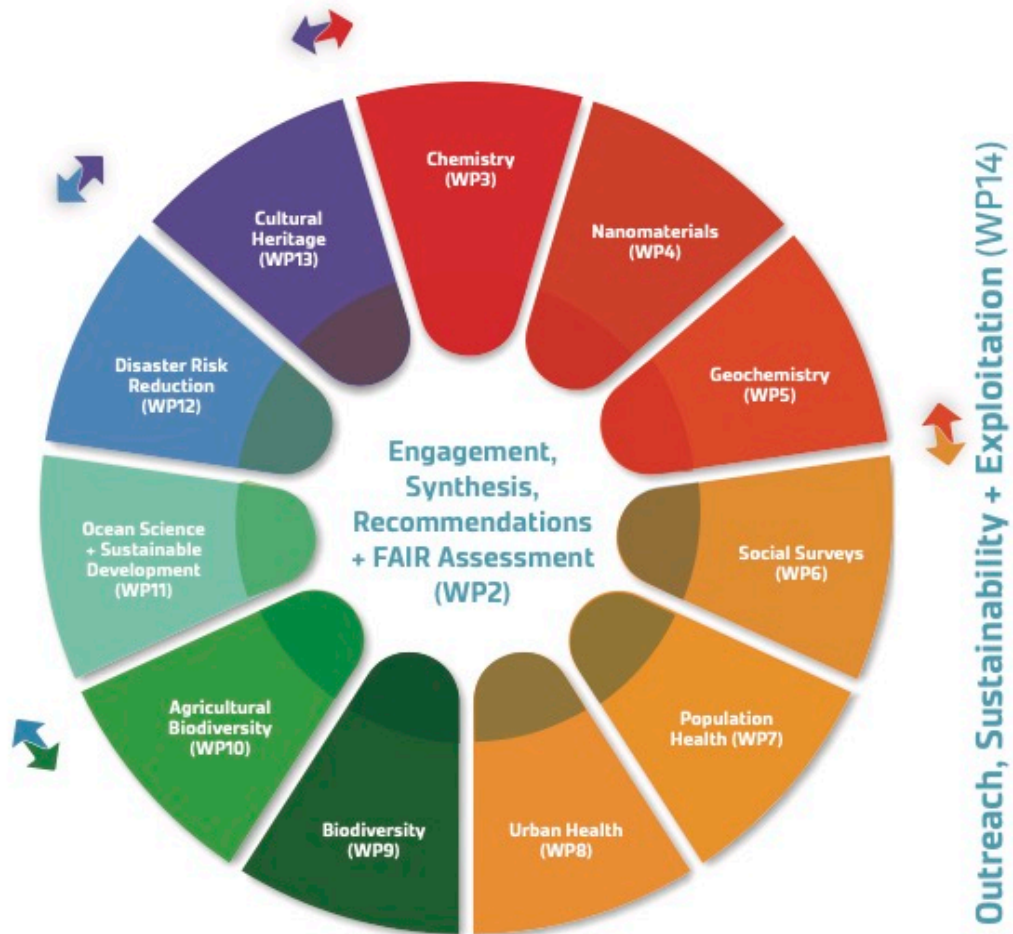 Chemistry
(WP3)
Nanomaterials
(WP4)
Geochemistry
(WP5)
Social Surveys
(WP6)
Population
Health (WP7)
Urban Health
(WP8)
Biodiversity
(WP9)
Agricultural
Biodiversity
(WP10)
Ocean Science
+ Sustainable
Development
(WP11)
Disaster Risk
Reduction
(WP12)
Cultural
Heritage
(WP13)
Engagement,
Synthesis,
Recommendations
+ FAIR Assessment
(WP2)
Outreach, Sustainability + Exploitation (WP14)